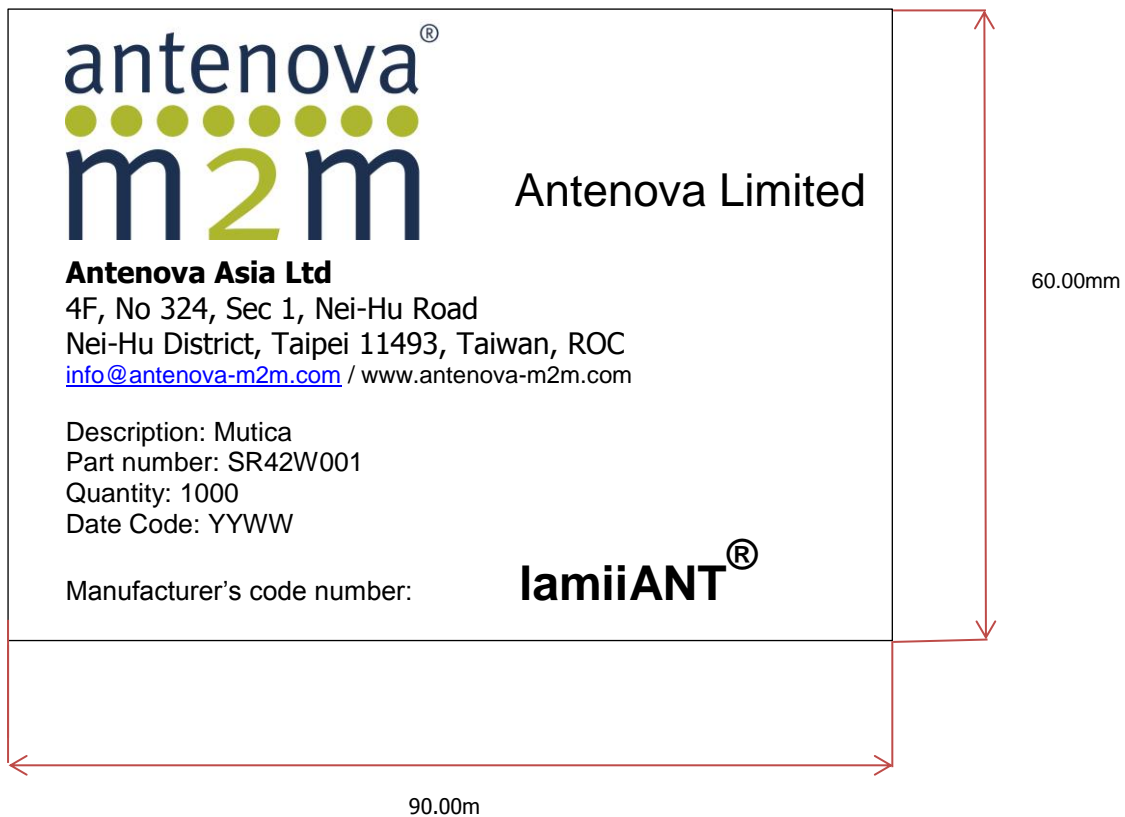 antenova®
m2m
Antenova Limited
Antenova Asia Ltd
4F, No 324, Sec 1, Nei-Hu Road
Nei-Hu District, Taipei 11493, Taiwan, ROC
info@antenova-m2m.com / www.antenova-m2m.com
Description: Mutica
Part number: SR42W001
Quantity: 1000
Date Code: YYWW
Manufacturer’s code number: lamiiANT®
60.00mm
90.00m